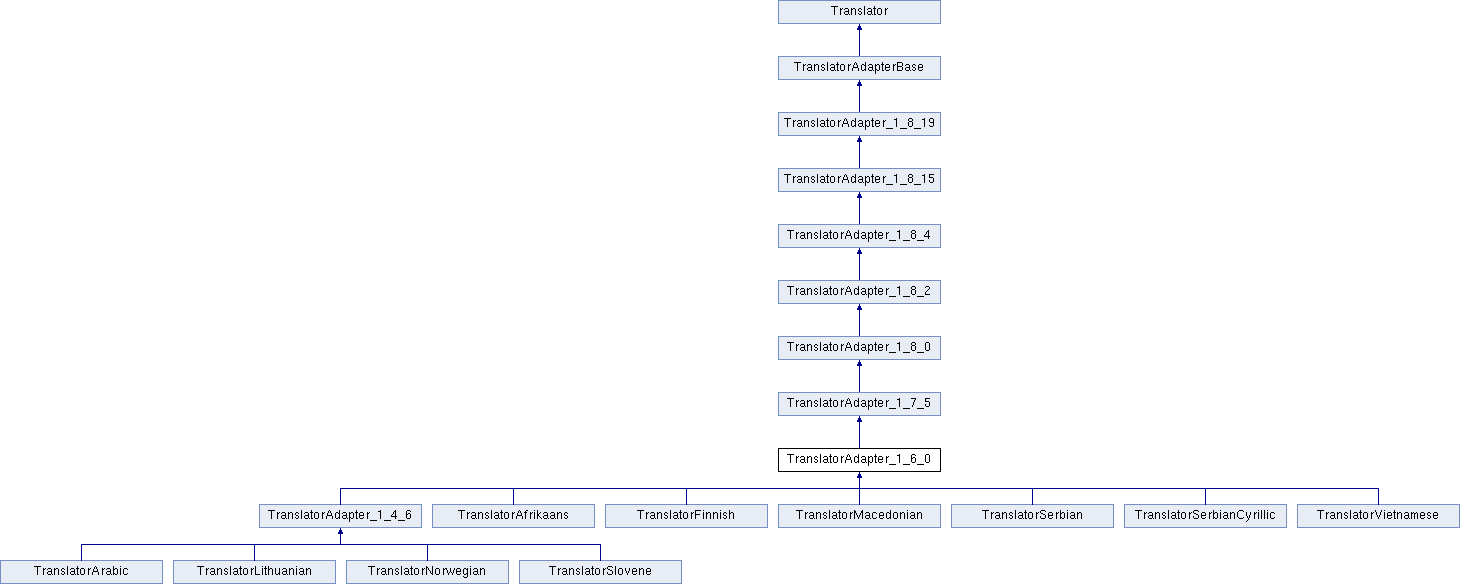 Translator
TranslatorAdapterBase
TranslatorAdapter_1_8_19
TranslatorAdapter_1_8_15
TranslatorAdapter_1_8_4
TranslatorAdapter_1_8_2
TranslatorAdapter_1_8_0
TranslatorAdapter_1_7_5
TranslatorAdapter_1_6_0
TranslatorAdapter_1_4_6
TranslatorAfrikaans
TranslatorFinnish
TranslatorMacedonian
TranslatorSerbian
TranslatorSerbianCyrillic
TranslatorVietnamese
TranslatorArabic
TranslatorLithuanian
TranslatorNorwegian
TranslatorSlovene